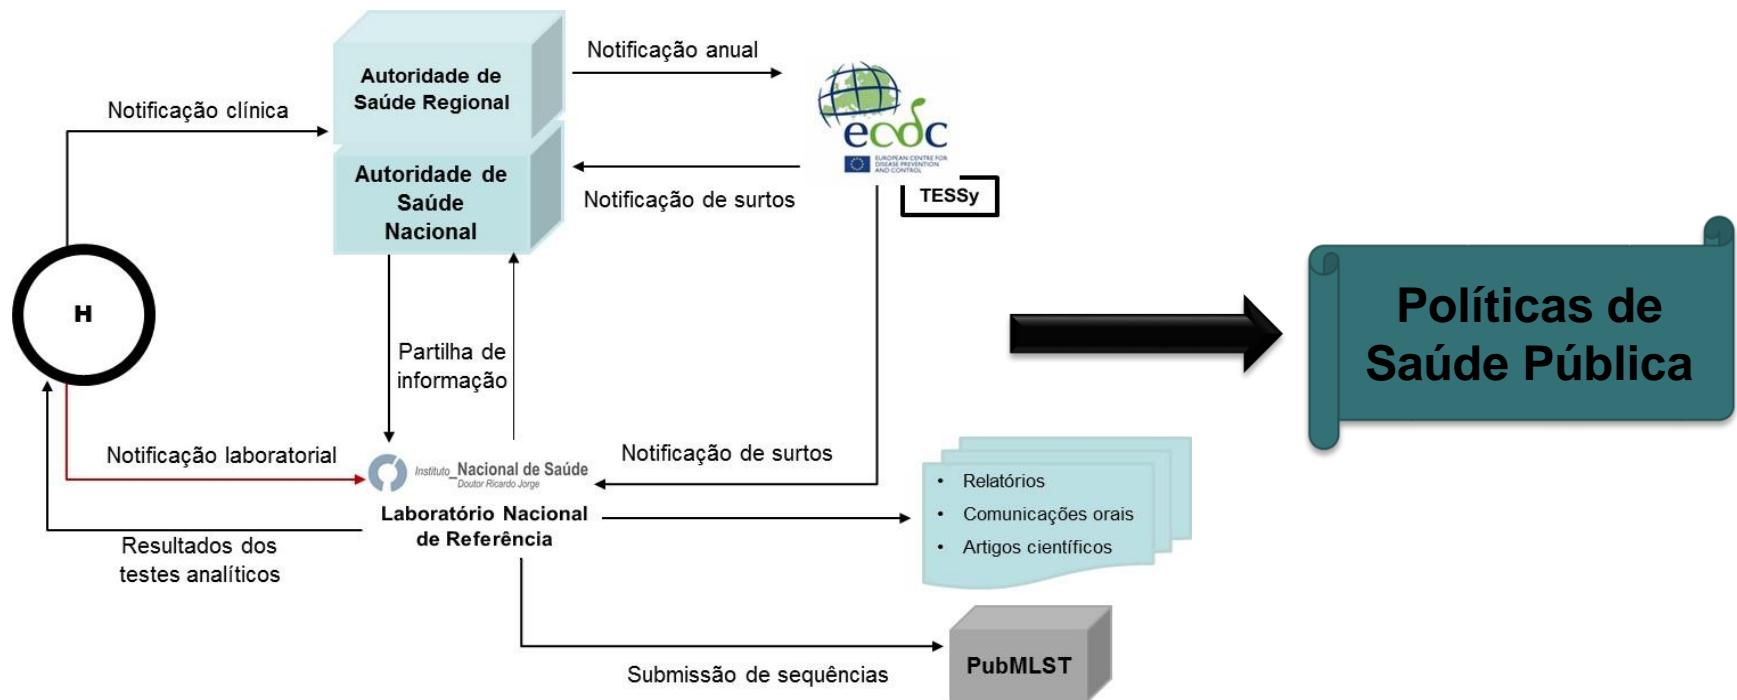 Notificação anual
Autoridade de
Saúde Regional
Notificação clínica
ecdc
EUROPEAN CENTRE FOR
DISEASE PREVENTION
AND CONTROL
Autoridade de
Saúde
Nacional
Notificação de surtos
TESSy
H
Políticas de
Saúde Pública
Partilha de
informação
Notificação laboratorial
Instituto_Nacional de Saúde
Doutor Ricardo Jorge
Notificação de surtos
Laboratório Nacional
de Referência
• Relatórios
• Comunicações orais
• Artigos científicos
Resultados dos
testes analíticos
Submissão de sequências
PubMLST